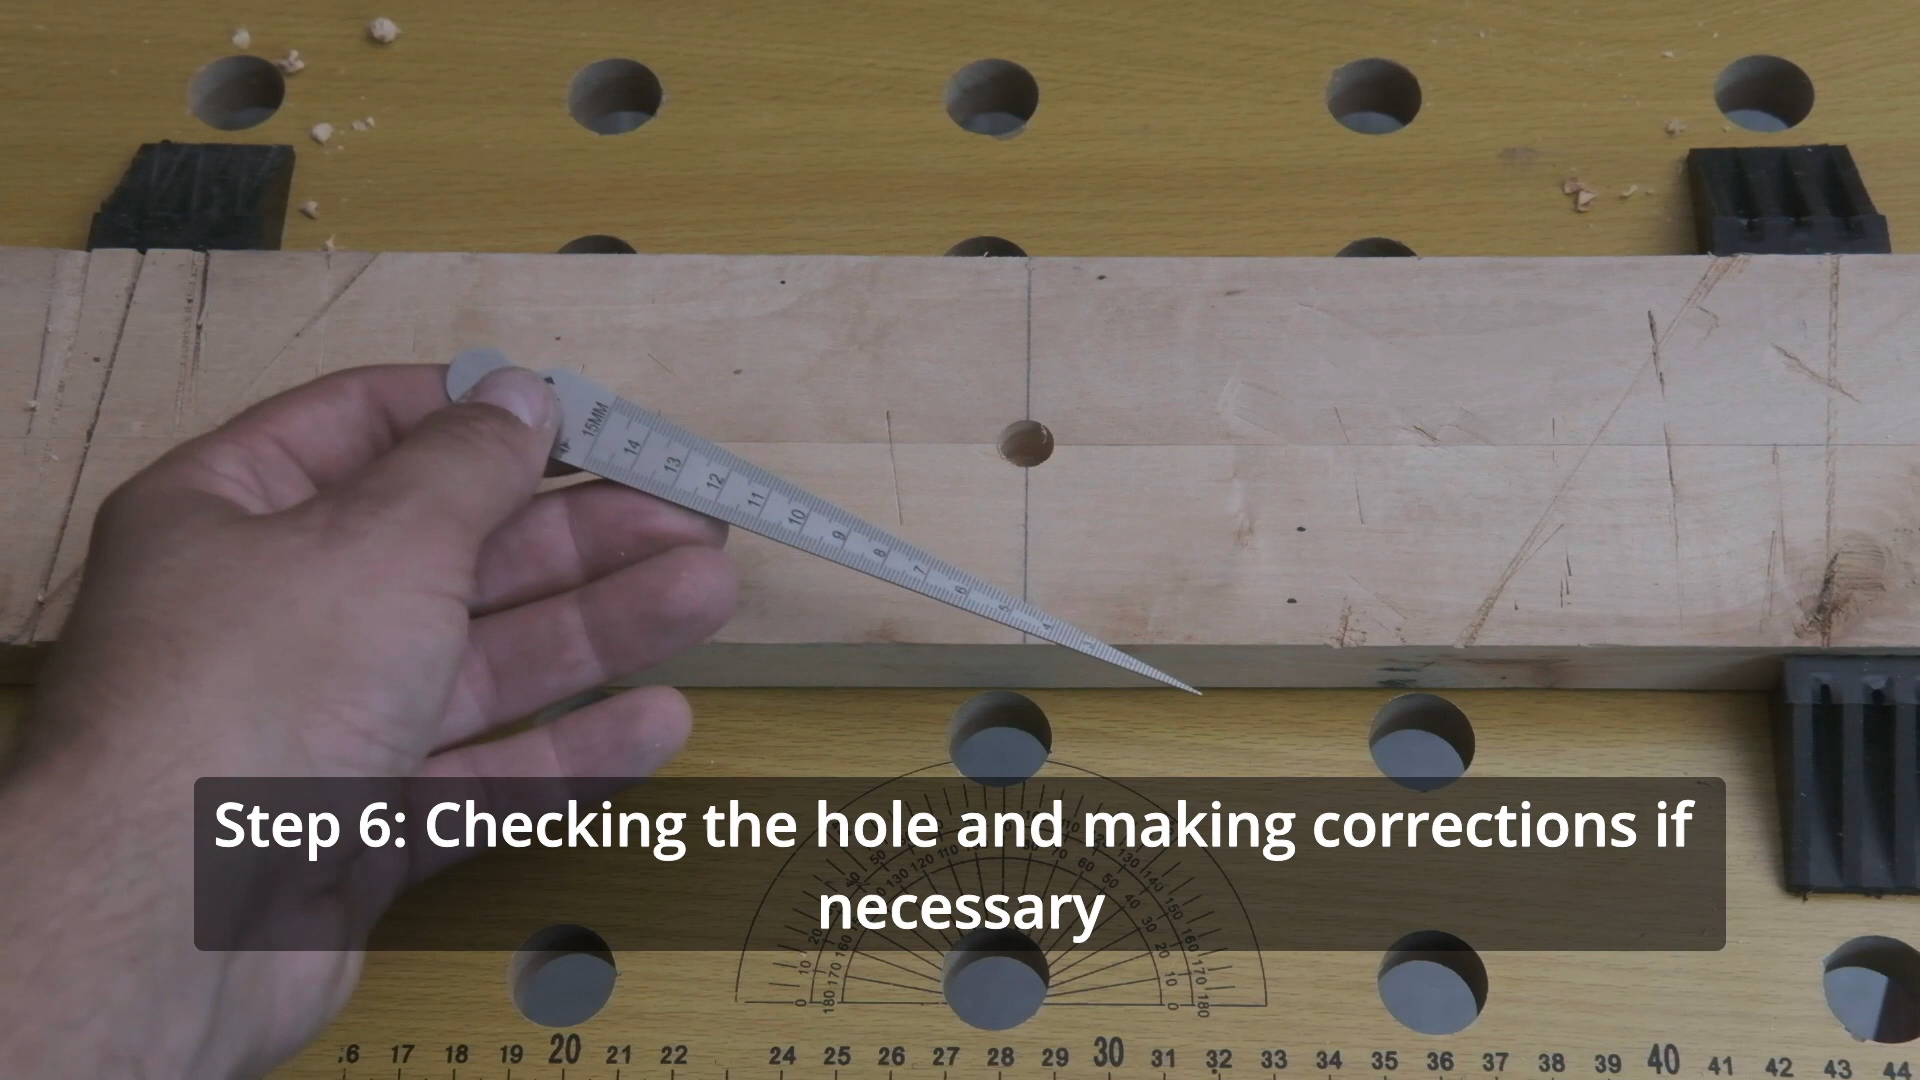 15MM
14 13 12 11 10 9 8 7 6 5 4
Step 6: Checking the hole and making corrections if
necessary
16 17 18 19 20 21 22 24 25 26 27 28 29 30 31 32 33 34 35 36 37 38 39 40 41 42 43 44